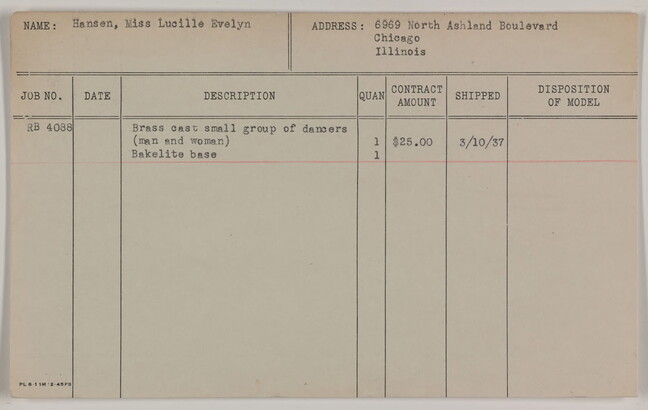 NAME: Hansen, Miss Lucille Evelyn
ADDRESS: 6969 North Ashland Boulevard
Chicago
Illinois
JOB NO. DATE DESCRIPTION QUAN CONTRACT AMOUNT SHIPPED DISPOSITION OF MODEL
RB 4088 Brass cast small group of dancers
(man and woman) 1 $25.00 3/10/37
Bakelite base 1